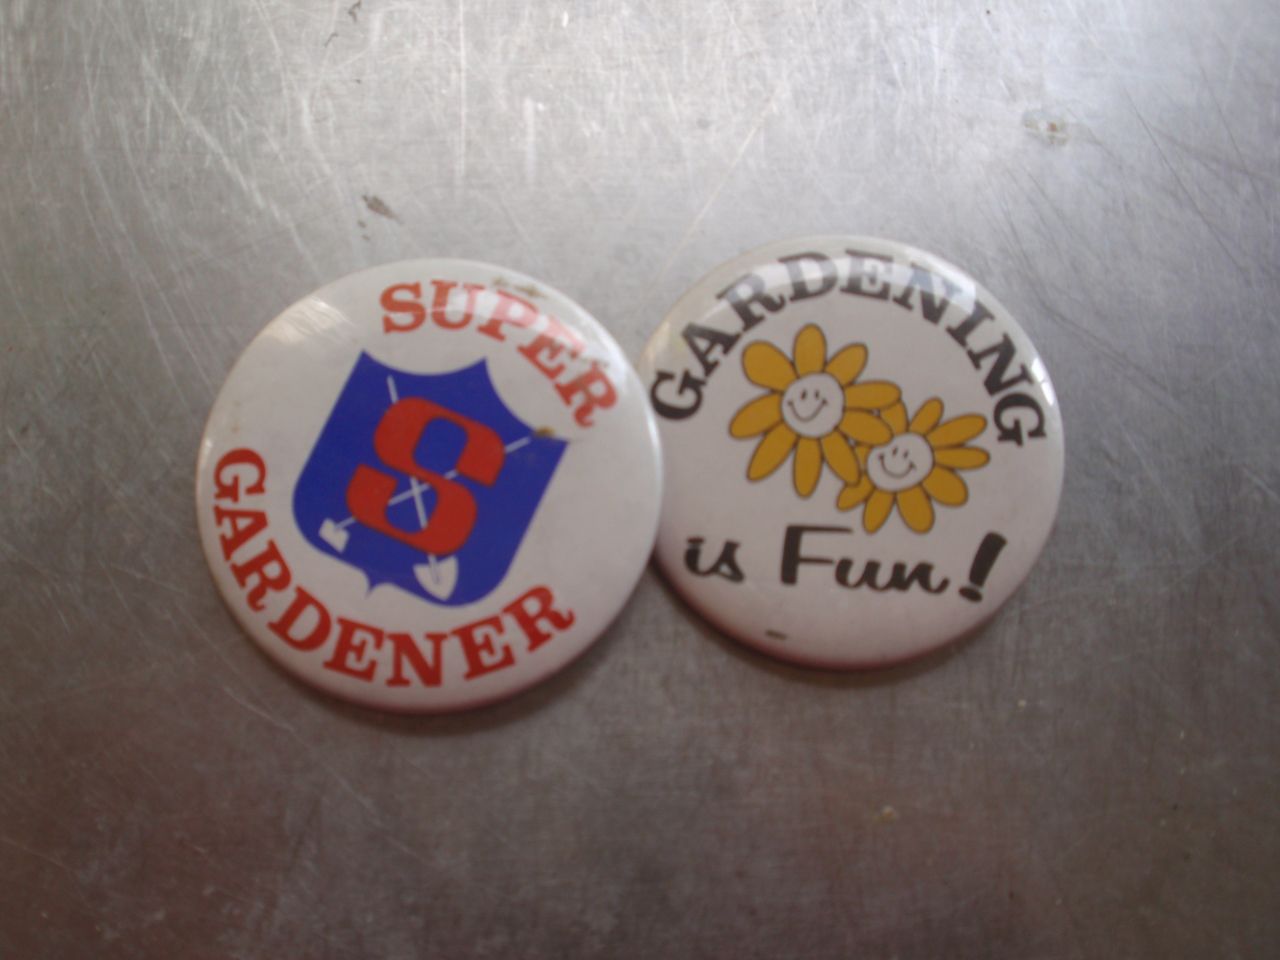 SUPER
S
GARDENER
GARDENING
is Fun!